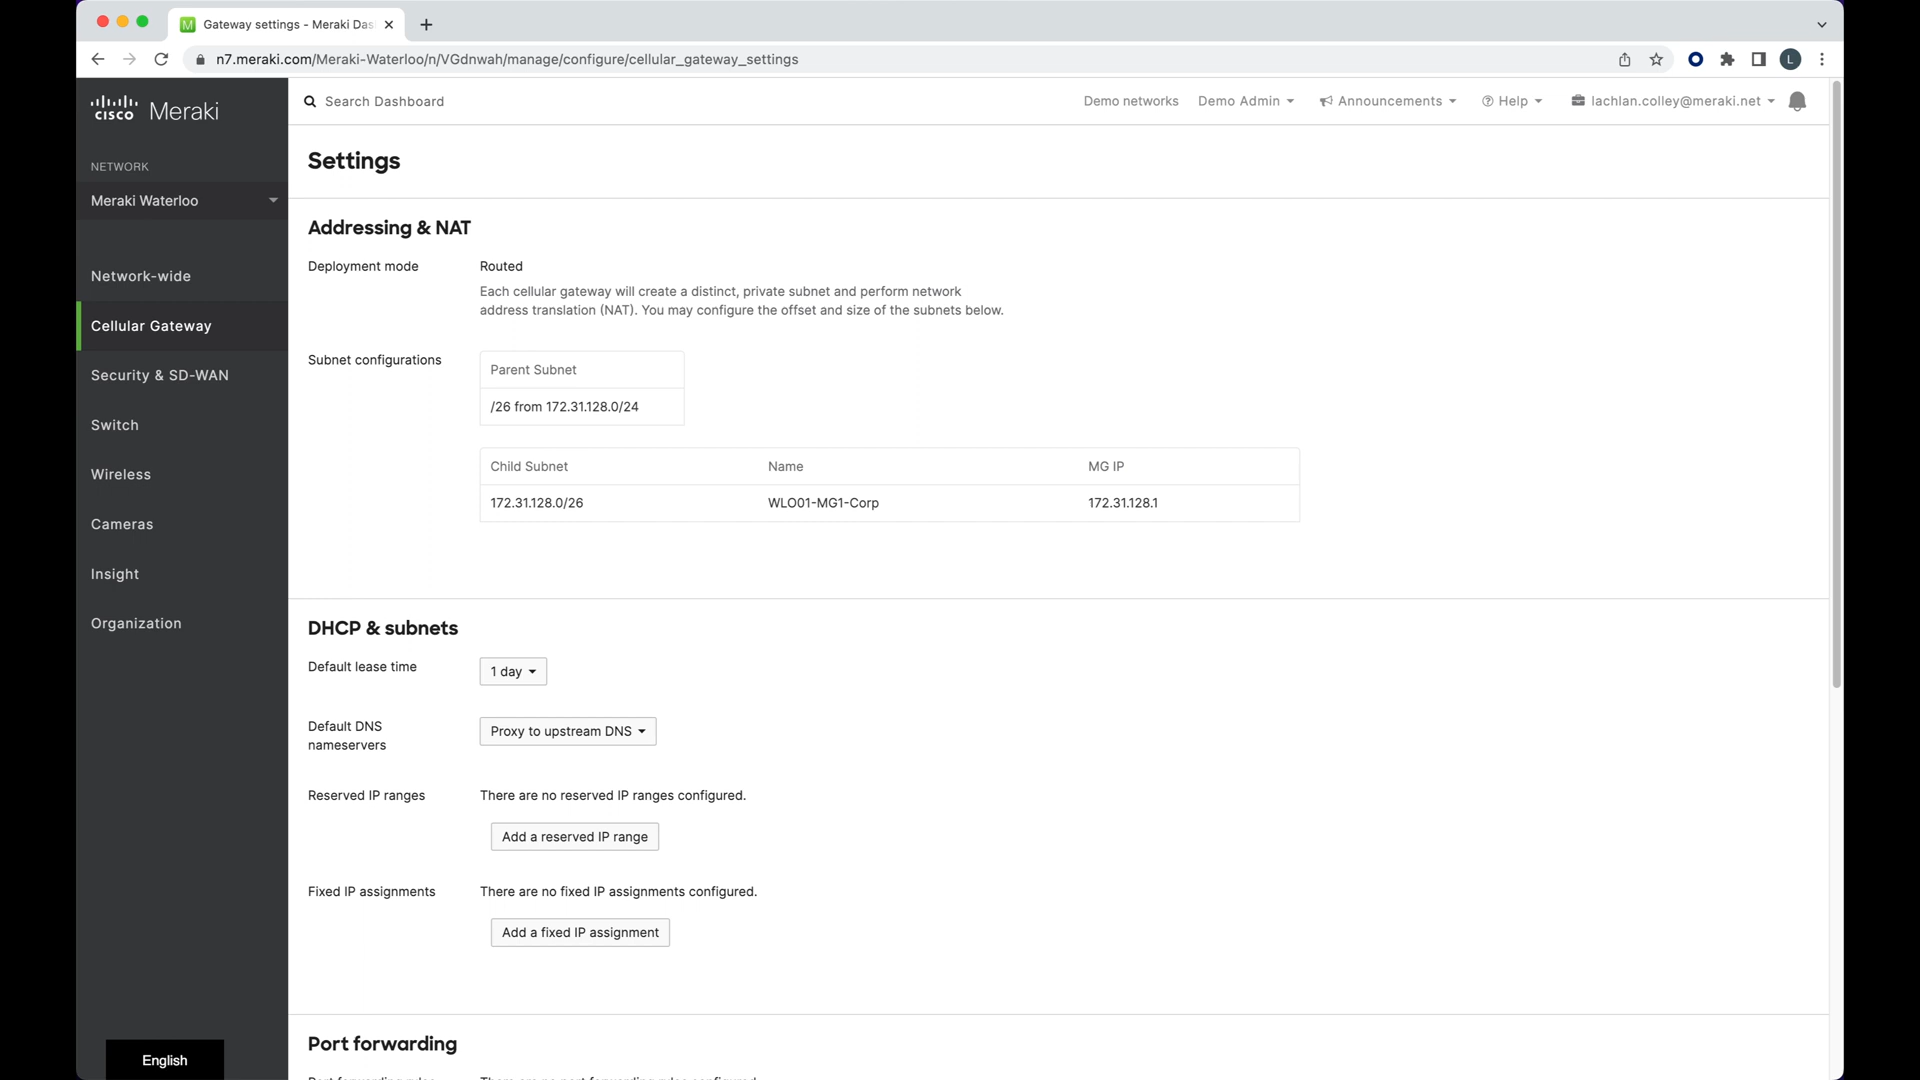 Gateway settings - Meraki Das
n7.meraki.com/Meraki-Waterloo/n/VGdnwah/manage/configure/cellular_gateway_settings
L
cisco Meraki
Search Dashboard
Demo networks
Demo Admin
Announcements
Help
lachlan.colley@meraki.net
NETWORK
Meraki Waterloo
Network-wide
Cellular Gateway
Security & SD-WAN
Switch
Wireless
Cameras
Insight
Organization
English
Settings
Addressing & NAT
Deployment mode
Routed
Each cellular gateway will create a distinct, private subnet and perform network
address translation (NAT). You may configure the offset and size of the subnets below.
Subnet configurations
Parent Subnet
/26 from 172.31.128.0/24
Child Subnet Name MG IP
172.31.128.0/26 WLO01-MG1-Corp 172.31.128.1
DHCP & subnets
Default lease time
1 day
Default DNS
nameservers
Proxy to upstream DNS
Reserved IP ranges
There are no reserved IP ranges configured.
Add a reserved IP range
Fixed IP assignments
There are no fixed IP assignments configured.
Add a fixed IP assignment
Port forwarding